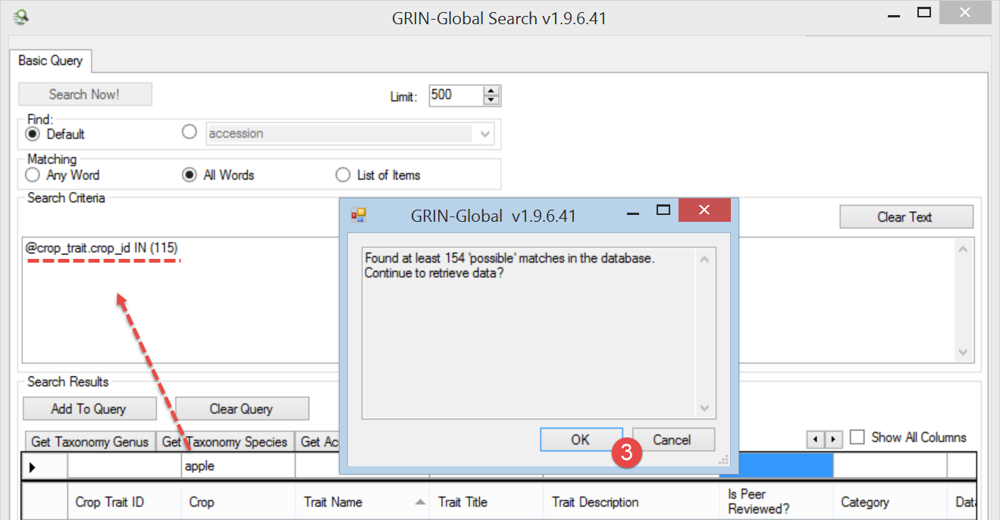 GRIN-Global Search v1.9.6.41
Basic Query
Search Now!
Limit: 500
Find:
Default
accession
Matching
Any Word
All Words
List of Items
Search Criteria
Clear Text
@crop_trait.crop_id IN (115)
GRIN-Global v1.9.6.41
Found at least 154 'possible' matches in the database.
Continue to retrieve data?
OK
Cancel
3
Search Results
Add To Query
Clear Query
Get Taxonomy Genus
Get Taxonomy Species
Get Ac
Show All Columns
apple
Crop Trait ID
Crop
Trait Name
Trait Title
Trait Description
Is Peer
Reviewed?
Category
Data